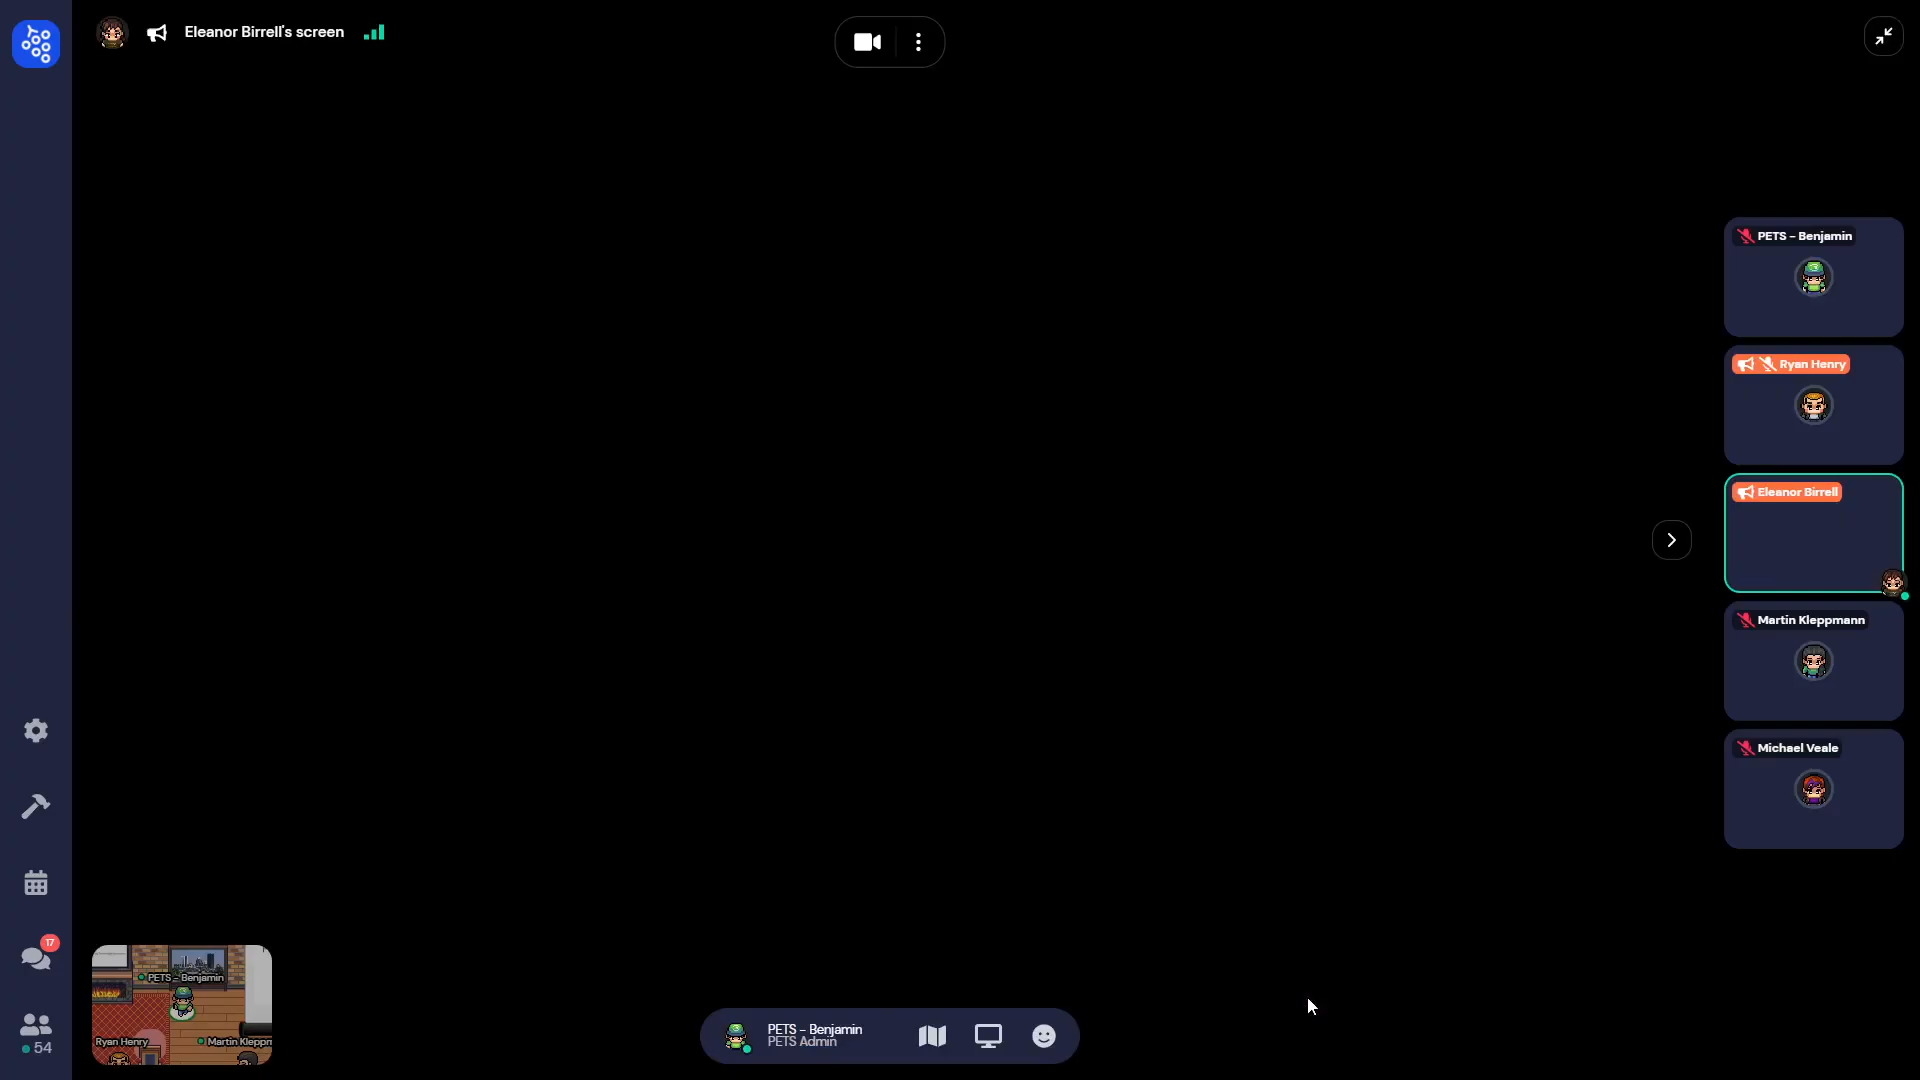 Eleanor Birrell's screen
PETS - Benjamin
Ryan Henry
Eleanor Birrell
Martin Kleppmann
Michael Veale
17
54
PETS - Benjamin
Ryan Henry
Martin Kleppm
PETS - Benjamin
PETS Admin